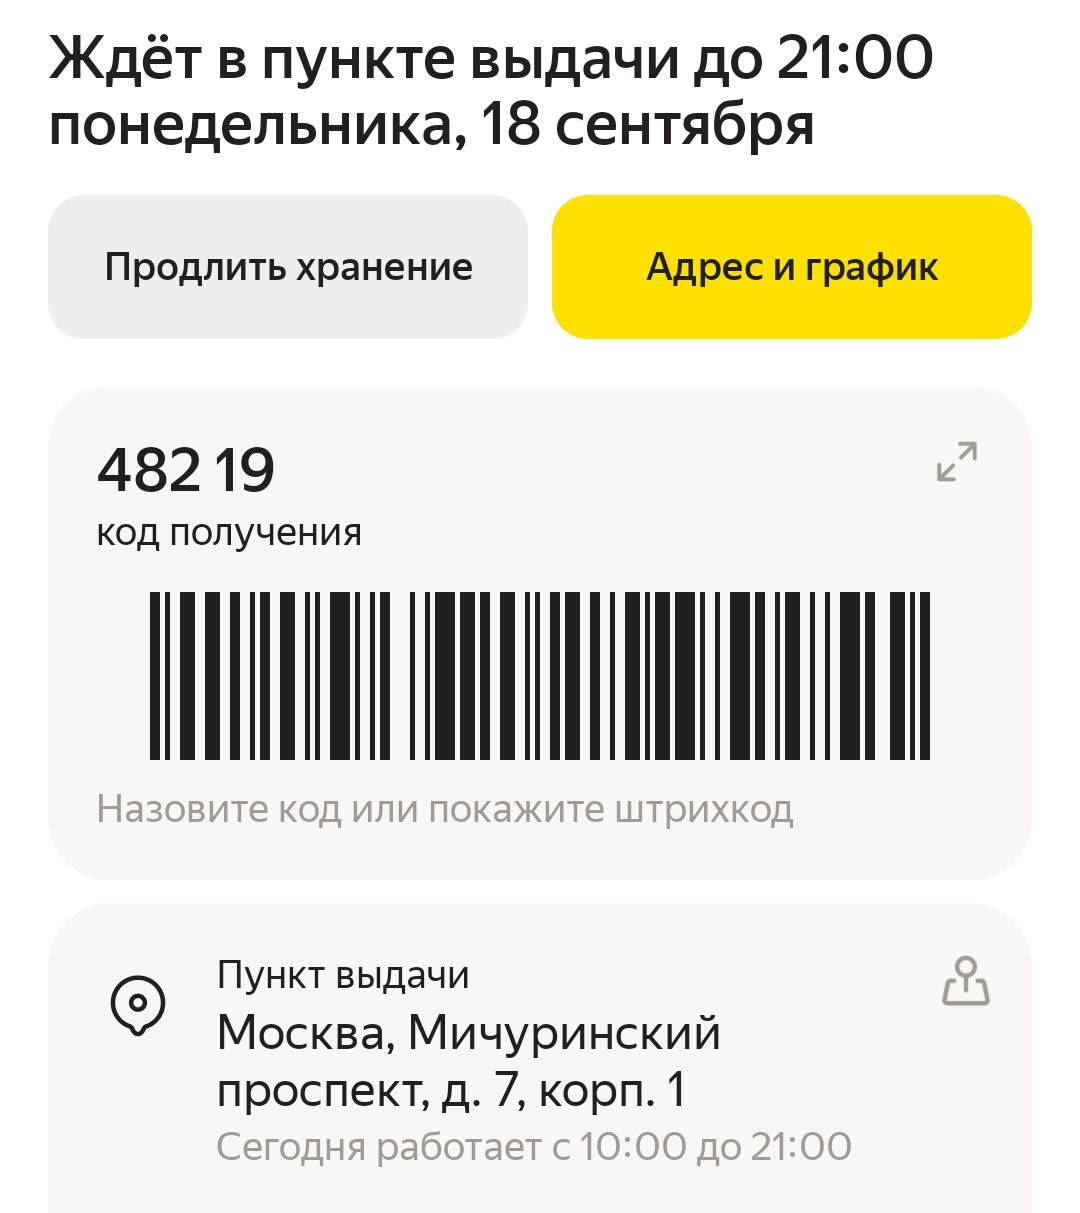 Ждёт в пункте выдачи до 21:00
понедельника, 18 сентября
Продлить хранение
Адрес и график
482 19
код получения
Назовите код или покажите штрихкод
Пункт выдачи
Москва, Мичуринский
проспект, д. 7, корп. 1
Сегодня работает с 10:00 до 21:00